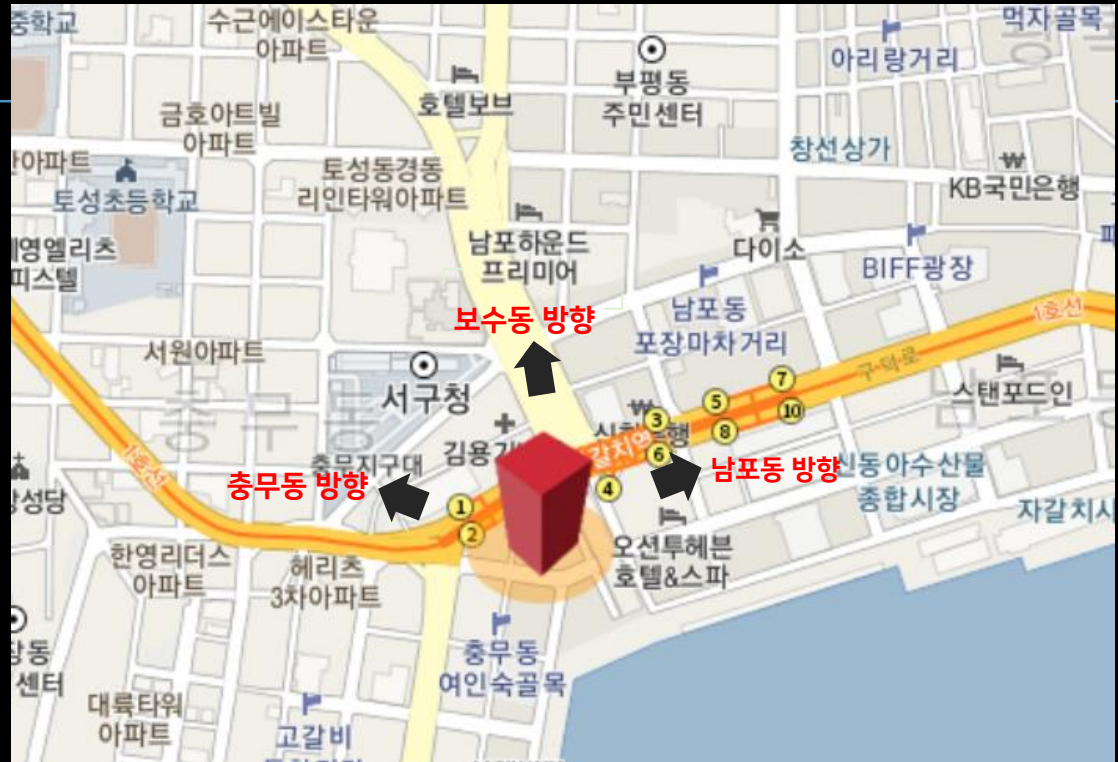 중학교
수근에이스타운
아파트
먹자골목
아리랑거리
부평동
주민센터
호텔보브
금호아트빌
아파트
창선상가
아파트
토성초등학교
토성동경동
리인타워아파트
KB국민은행
영엘리츠
피스텔
남포하운드
프리미어
다이소
BIFF광장
보수동 방향
남포동
포장마차거리
1호선
구덕로
서원아파트
서구청
스탠포드인
7
5
10
3
8
갈치역
6
1호선
충무지구대
김용기
충무동 방향
남포동 방향
신동아수산물
종합시장
4
1
2
성당
자갈치시
한영리더스
아파트
헤리츠
3차아파트
오션투헤븐
호텔&스파
장동
센터
충무동
여인숙골목
대륙타워
아파트
고갈비